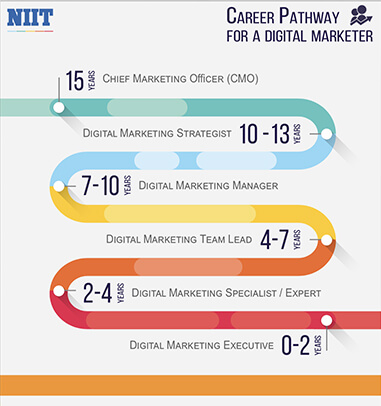 NIIT
Career Pathway
for a digital marketer
15 YEARS Chief Marketing Officer (CMO)
Digital Marketing Strategist 10 -13 YEARS
7-10 YEARS Digital Marketing Manager
Digital Marketing Team Lead 4-7 YEARS
2-4 YEARS Digital Marketing Specialist / Expert
Digital Marketing Executive 0-2 YEARS